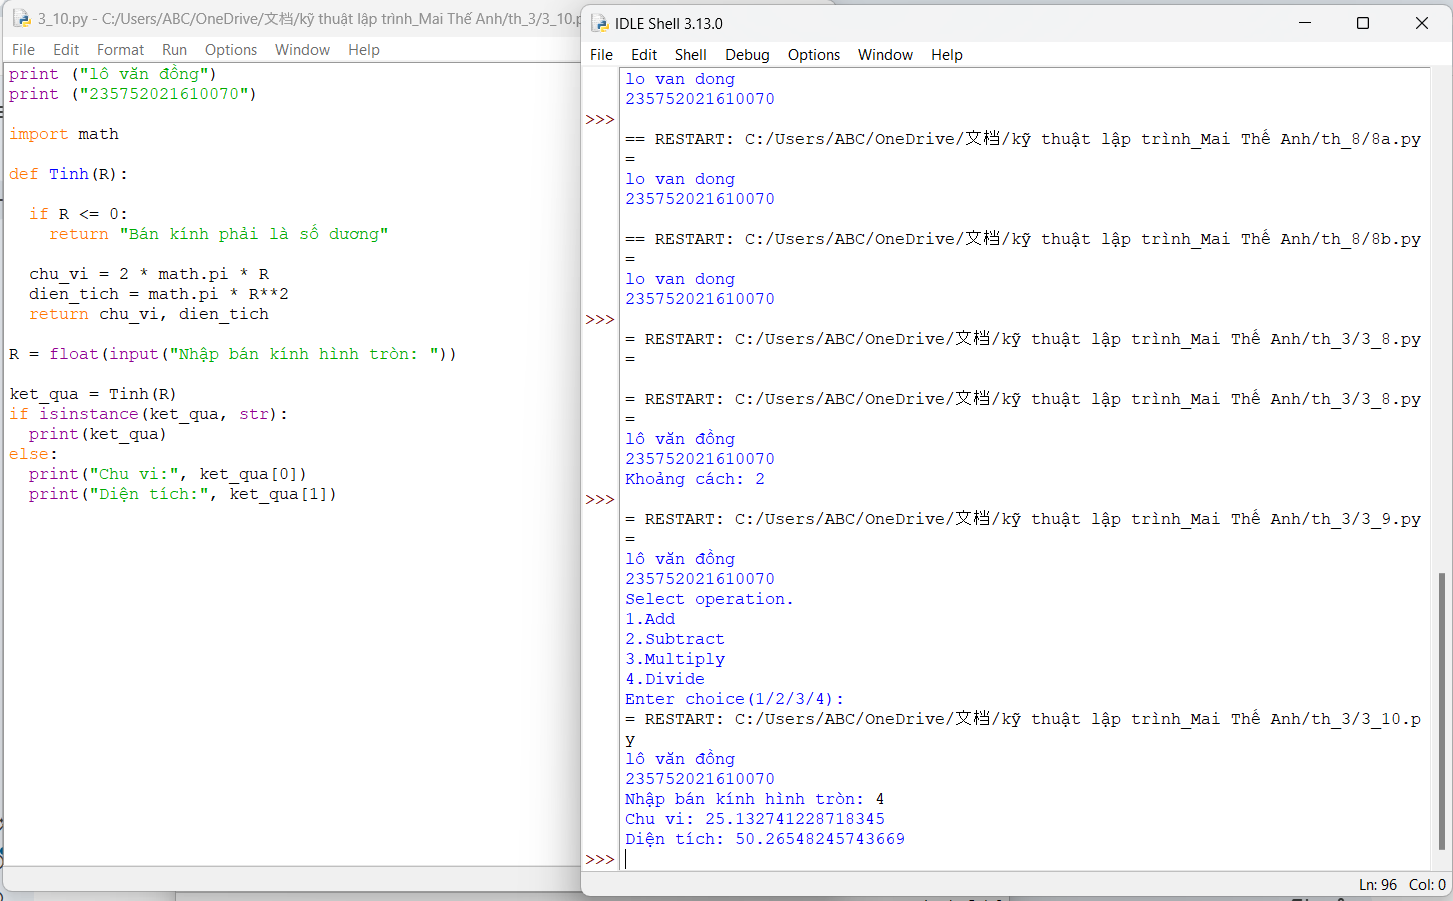 3_10.py - C:/Users/ABC/OneDrive/文档/kỹ thuật lập trình_Mai Thế Anh/th_3/3_10.p
File Edit Format Run Options Window Help
print ("lô văn đồng")
print ("235752021610070")
import math
def Tinh(R):
if R <= 0:
return "Bán kính phải là số dương"
chu_vi = 2 * math.pi * R
dien_tich = math.pi * R**2
return chu_vi, dien_tich
R = float(input("Nhập bán kính hình tròn: "))
ket_qua = Tinh(R)
if isinstance(ket_qua, str):
print(ket_qua)
else:
print("Chu vi:", ket_qua[0])
print("Diện tích:", ket_qua[1])
IDLE Shell 3.13.0
File Edit Shell Debug Options Window Help
lo van dong
235752021610070
>>>
== RESTART: C:/Users/ABC/OneDrive/文档/kỹ thuật lập trình_Mai Thế Anh/th_8/8a.py
=
lo van dong
235752021610070
== RESTART: C:/Users/ABC/OneDrive/文档/kỹ thuật lập trình_Mai Thế Anh/th_8/8b.py
=
lo van dong
235752021610070
>>>
= RESTART: C:/Users/ABC/OneDrive/文档/kỹ thuật lập trình_Mai Thế Anh/th_3/3_8.py
=
= RESTART: C:/Users/ABC/OneDrive/文档/kỹ thuật lập trình_Mai Thế Anh/th_3/3_8.py
=
lô văn đồng
235752021610070
Khoảng cách: 2
>>>
= RESTART: C:/Users/ABC/OneDrive/文档/kỹ thuật lập trình_Mai Thế Anh/th_3/3_9.py
=
lô văn đồng
235752021610070
Select operation.
1.Add
2.Subtract
3.Multiply
4.Divide
Enter choice(1/2/3/4):
= RESTART: C:/Users/ABC/OneDrive/文档/kỹ thuật lập trình_Mai Thế Anh/th_3/3_10.p
y
lô văn đồng
235752021610070
Nhập bán kính hình tròn: 4
Chu vi: 25.132741228718345
Diện tích: 50.26548245743669
>>>
Ln: 96 Col: 0